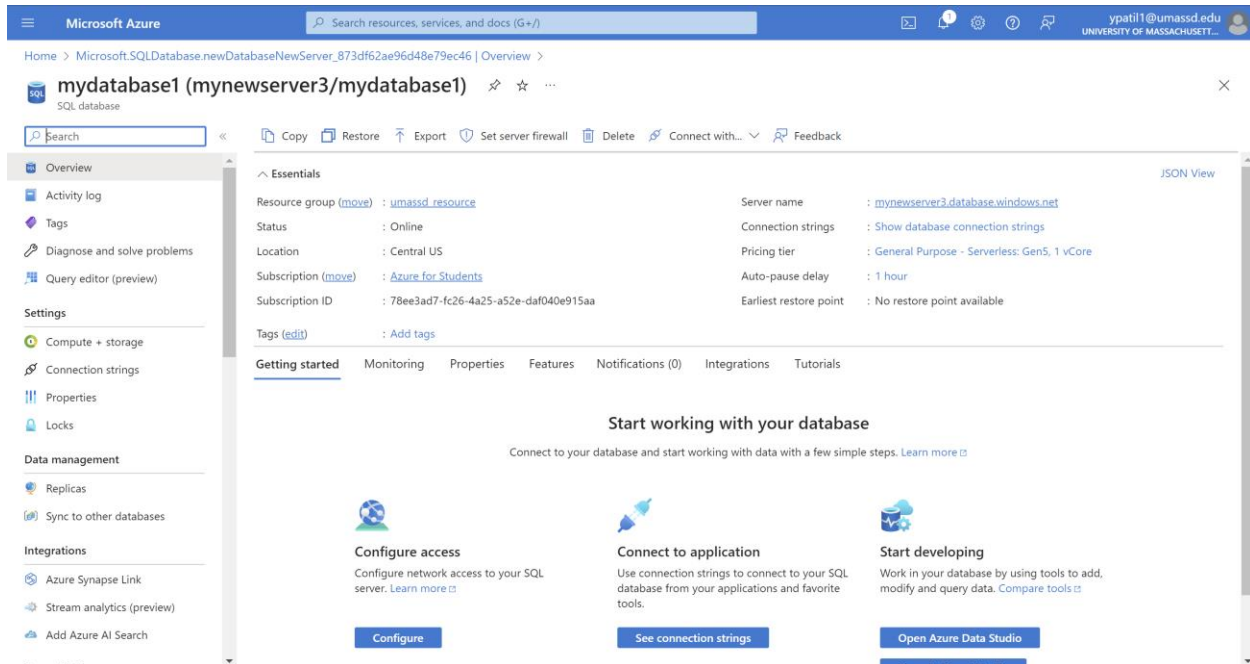 Microsoft Azure
Search resources, services, and docs (G+/)
1
ypatil1@umassd.edu
UNIVERSITY OF MASSACHUSETT...
Home > Microsoft.SQLDatabase.newDatabaseNewServer_873df62ae96d48e79ec46 | Overview >
SQL
mydatabase1 (mynewserver3/mydatabase1)
SQL database
Search
Copy Restore Export Set server firewall Delete Connect with... Feedback
Overview
Activity log
Tags
Diagnose and solve problems
Query editor (preview)
Settings
Compute + storage
Connection strings
Properties
Locks
Data management
Replicas
Sync to other databases
Integrations
Azure Synapse Link
Stream analytics (preview)
Add Azure AI Search
Essentials
JSON View
Resource group (move) : umassd_resource
Status : Online
Location : Central US
Subscription (move) : Azure for Students
Subscription ID : 78ee3ad7-fc26-4a25-a52e-daf040e915aa
Tags (edit) : Add tags
Server name : mynewserver3.database.windows.net
Connection strings : Show database connection strings
Pricing tier : General Purpose - Serverless: Gen5, 1 vCore
Auto-pause delay : 1 hour
Earliest restore point : No restore point available
Getting started Monitoring Properties Features Notifications (0) Integrations Tutorials
Start working with your database
Connect to your database and start working with data with a few simple steps. Learn more
Configure access
Configure network access to your SQL
server. Learn more
Configure
Connect to application
Use connection strings to connect to your SQL
database from your applications and favorite
tools.
See connection strings
Start developing
Work in your database by using tools to add,
modify and query data. Compare tools
Open Azure Data Studio